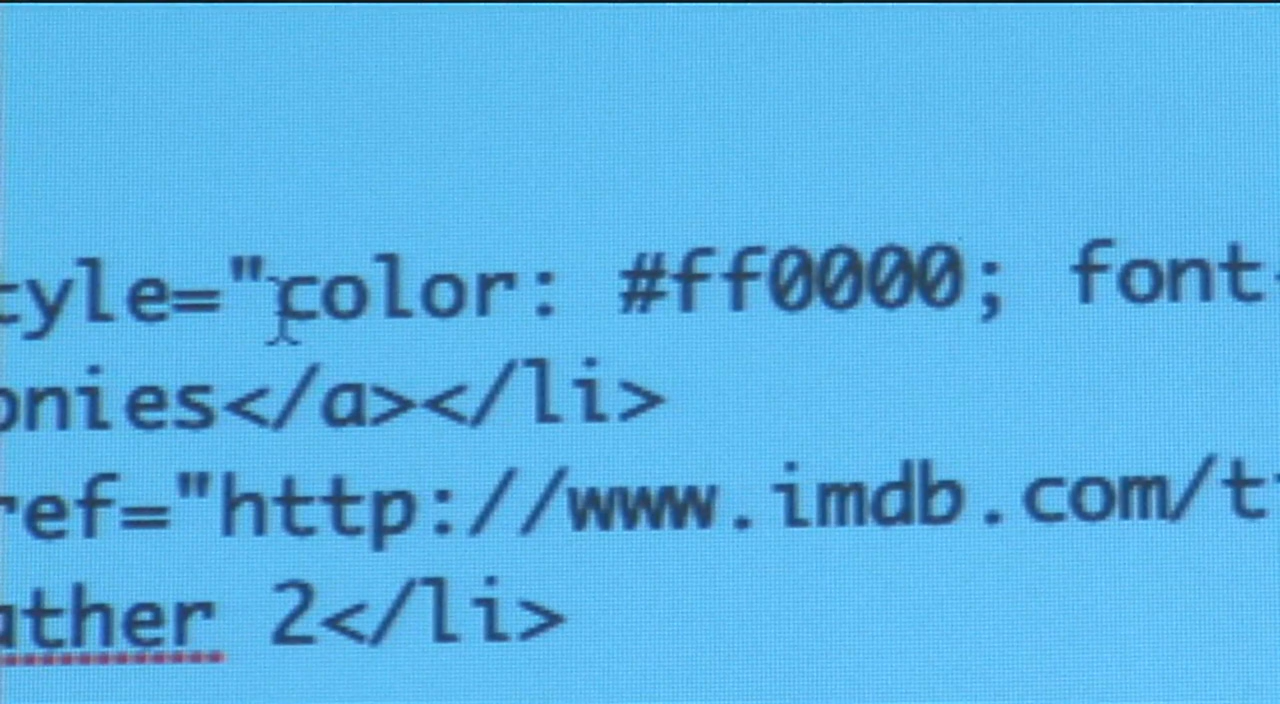 tyle="color: #ff0000; font-
onies</a></li>
ref="http://www.imdb.com/t
ather 2</li>